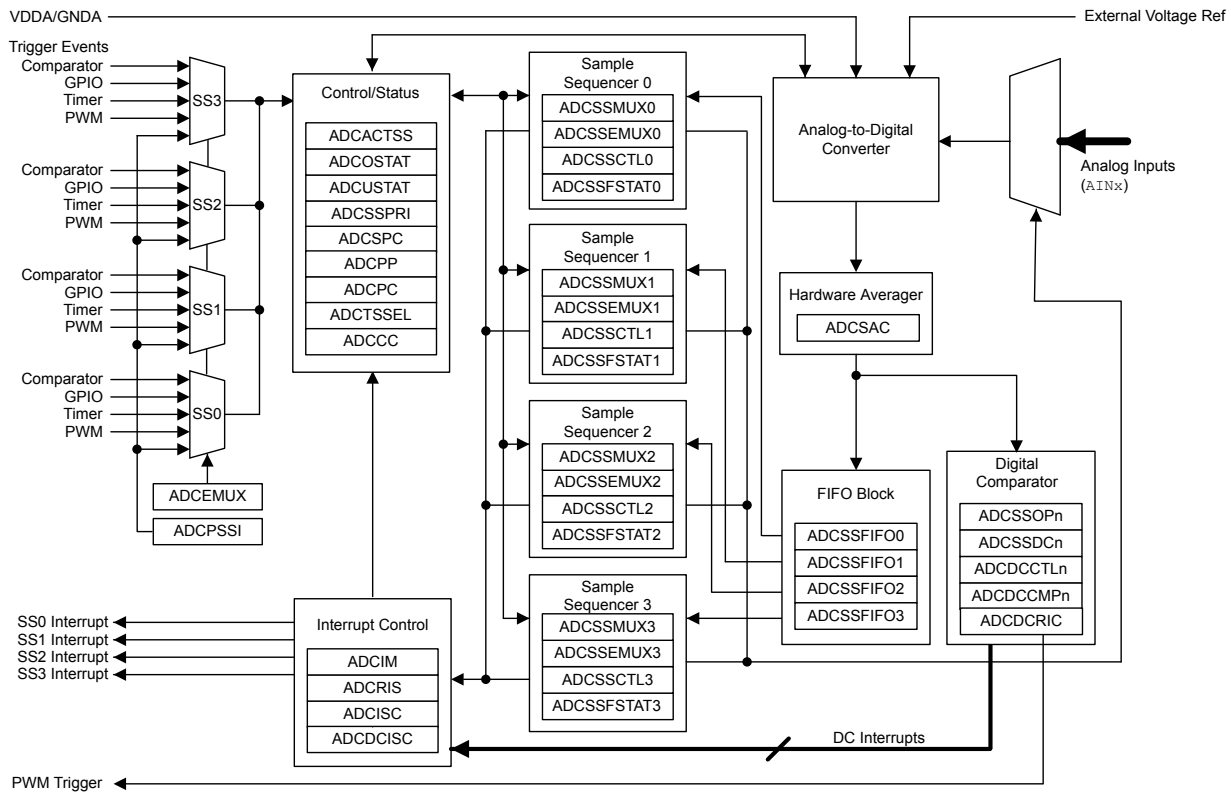 VDDA/GNDA
External Voltage Ref
Trigger Events
Comparator
GPIO
Timer
PWM
SS3
Comparator
GPIO
Timer
PWM
SS2
Comparator
GPIO
Timer
PWM
SS1
Comparator
GPIO
Timer
PWM
SS0
ADCEMUX
ADCPSSI
Control/Status
ADCACTSS
ADCOSTAT
ADCUSTAT
ADCSSPRI
ADCSPC
ADCPP
ADCPC
ADCTSSEL
ADCCC
Sample
Sequencer 0
ADCSSMUX0
ADCSSEMUX0
ADCSSCTL0
ADCSSFSTAT0
Sample
Sequencer 1
ADCSSMUX1
ADCSSEMUX1
ADCSSCTL1
ADCSSFSTAT1
Sample
Sequencer 2
ADCSSMUX2
ADCSSEMUX2
ADCSSCTL2
ADCSSFSTAT2
Sample
Sequencer 3
ADCSSMUX3
ADCSSEMUX3
ADCSSCTL3
ADCSSFSTAT3
Analog-to-Digital
Converter
Analog Inputs
(AINx)
Hardware Averager
ADCSAC
FIFO Block
ADCSSFIFO0
ADCSSFIFO1
ADCSSFIFO2
ADCSSFIFO3
Digital
Comparator
ADCSSOPn
ADCSSDCn
ADCDCCTLn
ADCDCCMPn
ADCDCRIC
SS0 Interrupt
SS1 Interrupt
SS2 Interrupt
SS3 Interrupt
Interrupt Control
ADCIM
ADCRIS
ADCISC
ADCDCISC
DC Interrupts
PWM Trigger